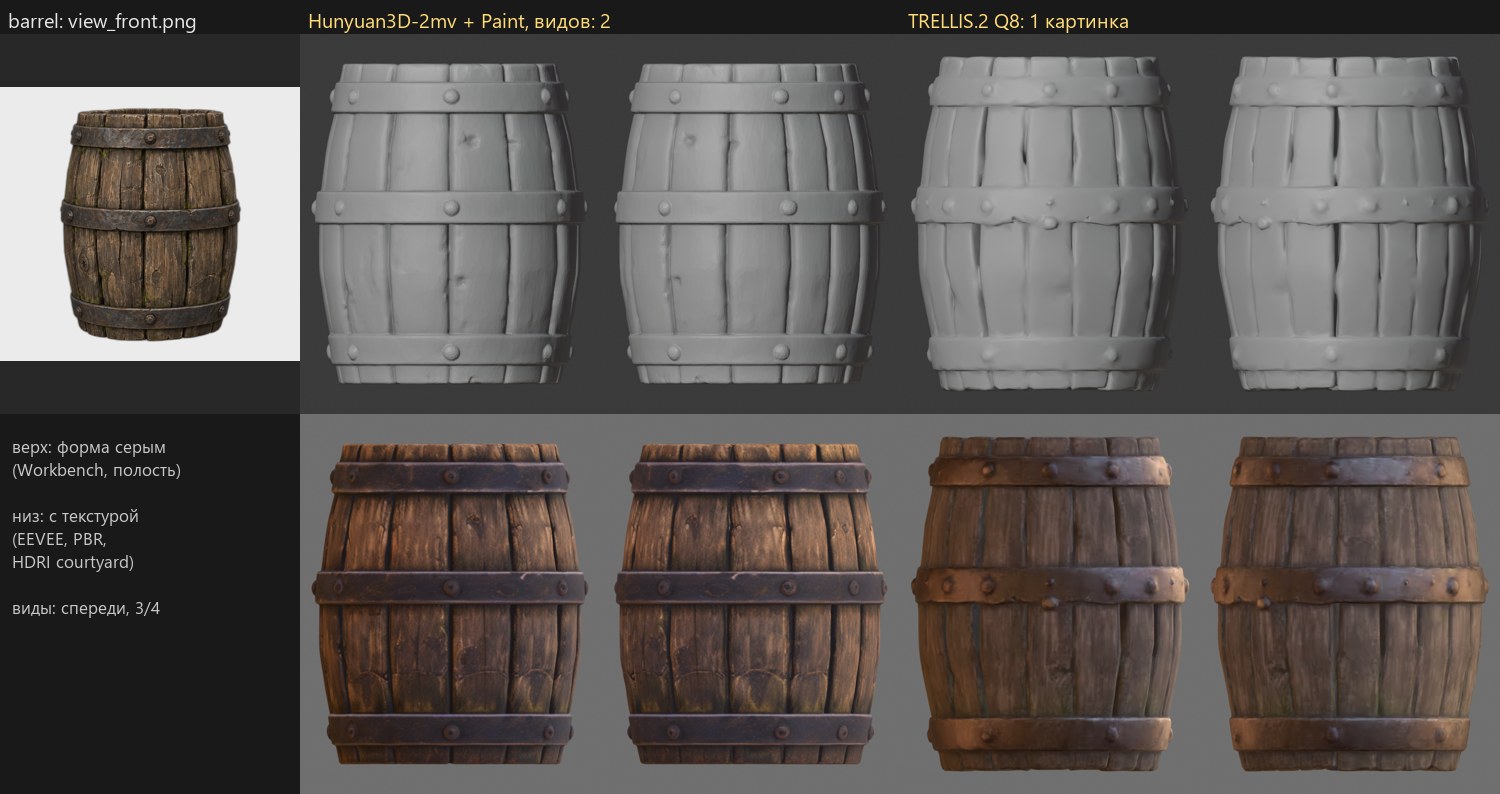 barrel: view_front.png
Hunyuan3D-2mv + Paint, видов: 2
TRELLIS.2 Q8: 1 картинка
верх: форма серым
(Workbench, полость)
низ: с текстурой
(EEVEE, PBR,
HDRI courtyard)
виды: спереди, 3/4